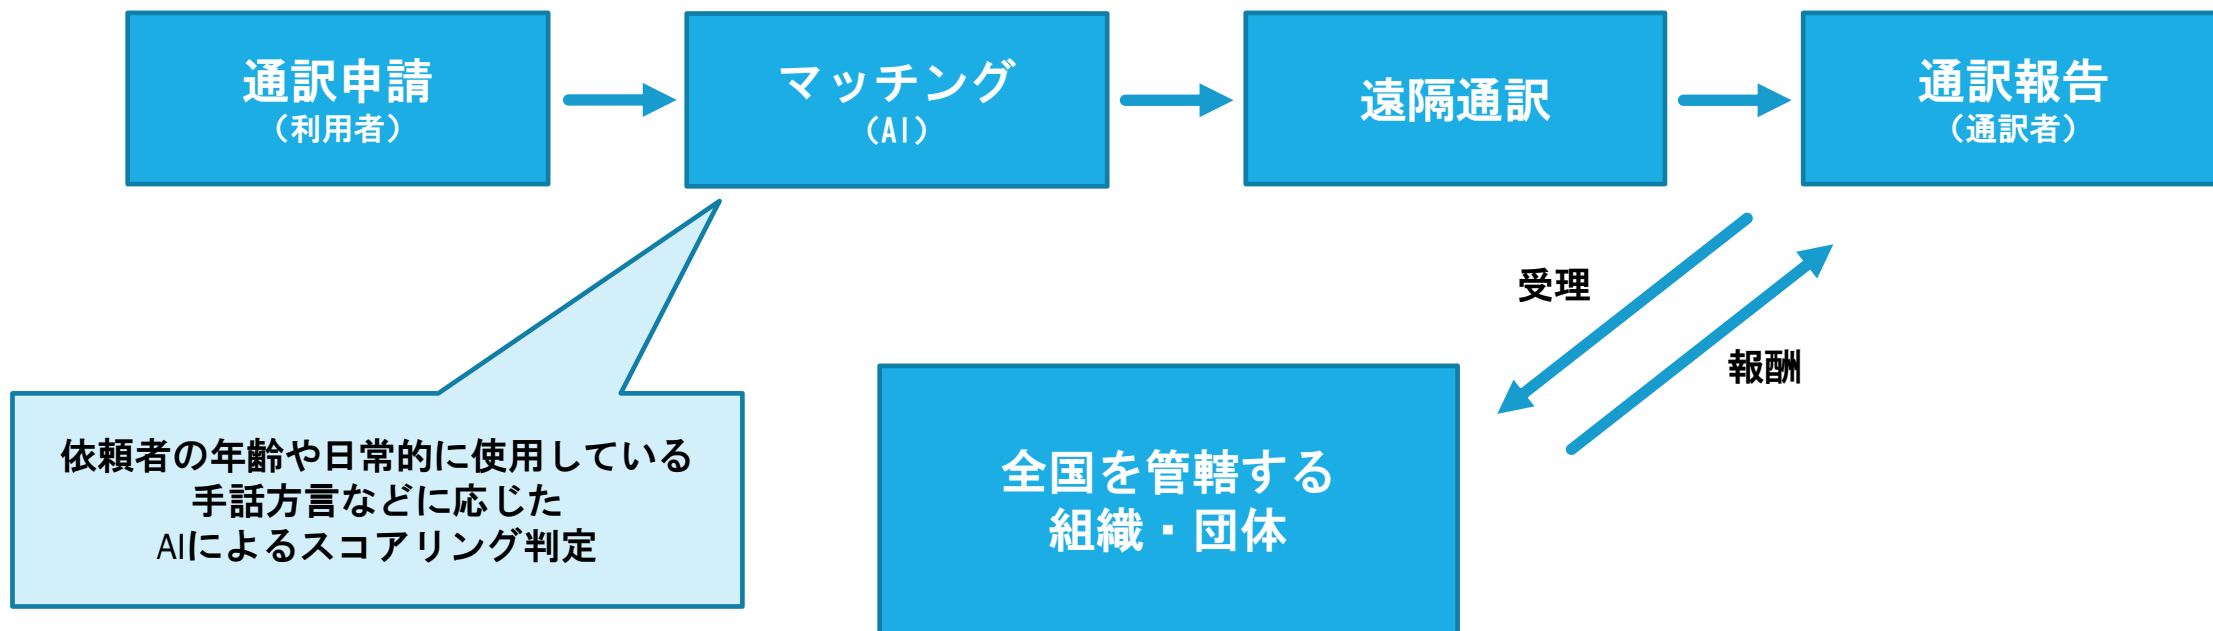 通訳申請
（利用者）
マッチング
（AI）
遠隔通訳
通訳報告
（通訳者）
受理
報酬
依頼者の年齢や日常的に使用している
手話方言などに応じた
AIによるスコアリング判定
全国を管轄する
組織・団体